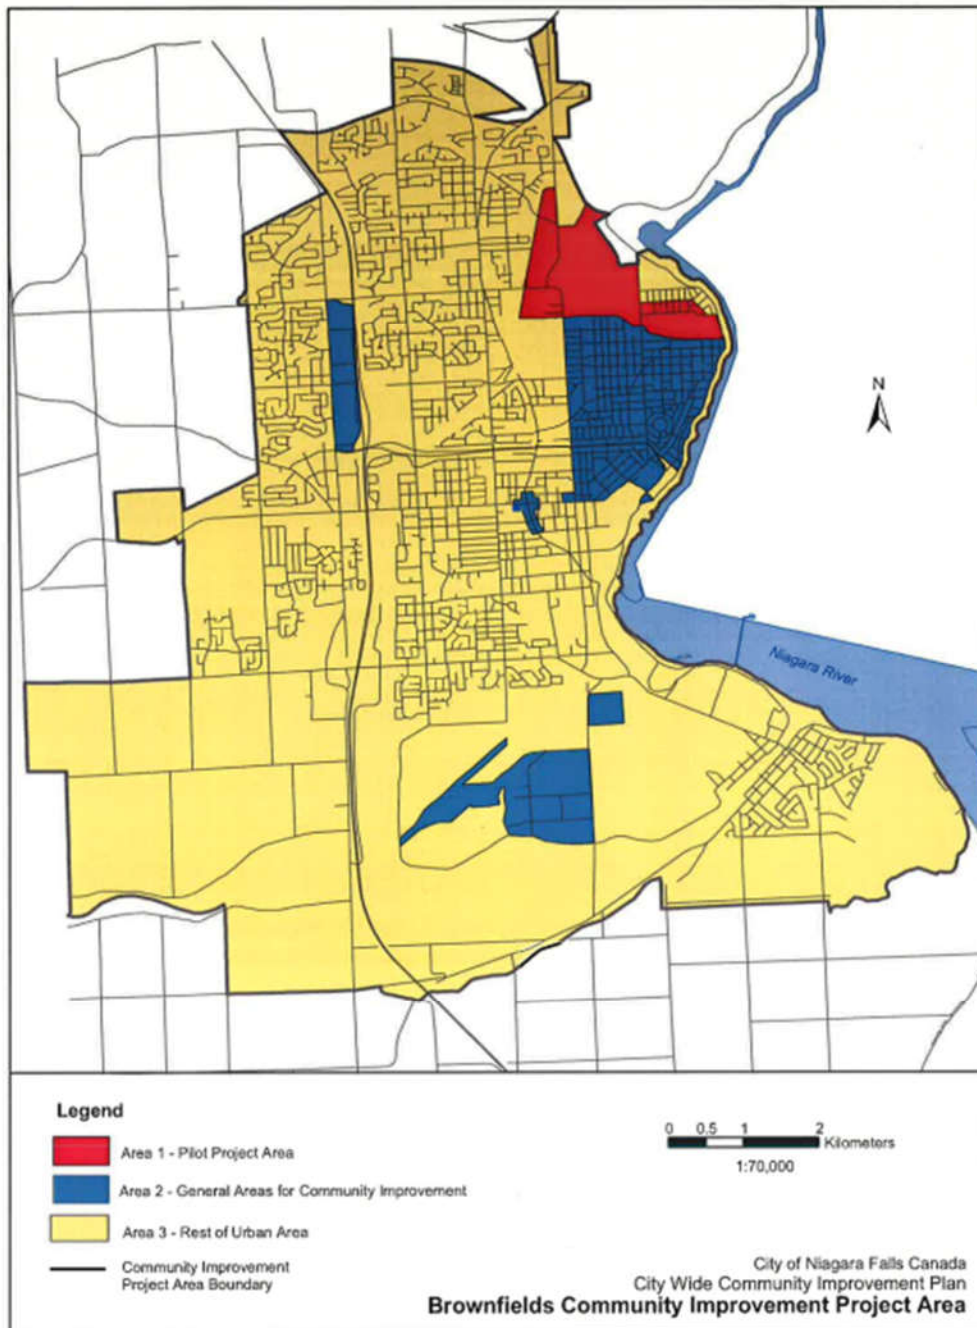 N
Niagara River
Legend
Area 1 - Pilot Project Area
Area 2 - General Areas for Community Improvement
Area 3 - Rest of Urban Area
Community Improvement
Project Area Boundary
0 0.5 1 2
Kilometers
1:70,000
City of Niagara Falls Canada
City Wide Community Improvement Plan
Brownfields Community Improvement Project Area